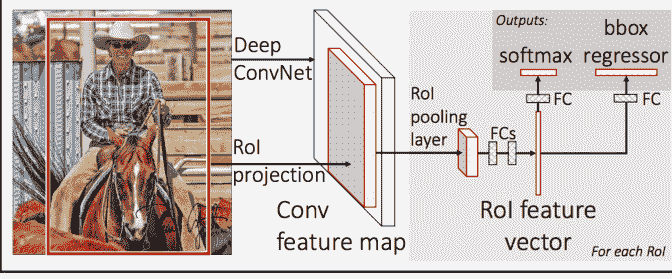 Outputs:
bbox
softmax regressor
Deep
ConvNet
FC
FC
RoI
pooling
layer
FCs
RoI
projection
Conv
feature map
RoI feature
vector
For each RoI